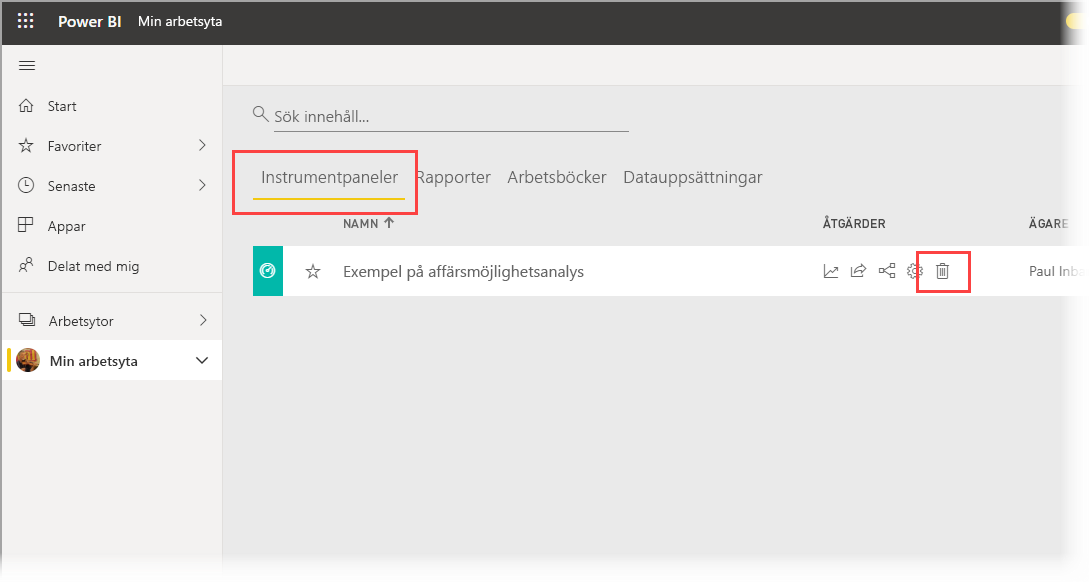 Power BI Min arbetsyta
Start
Favoriter
Senaste
Appar
Delat med mig
Arbetsytor
Min arbetsyta
Sök innehåll...
Instrumentpaneler Rapporter Arbetsböcker Datauppsättningar
NAMN ÅTGÄRDER ÄGARE
Exempel på affärsmöjlighetsanalys Paul Inba